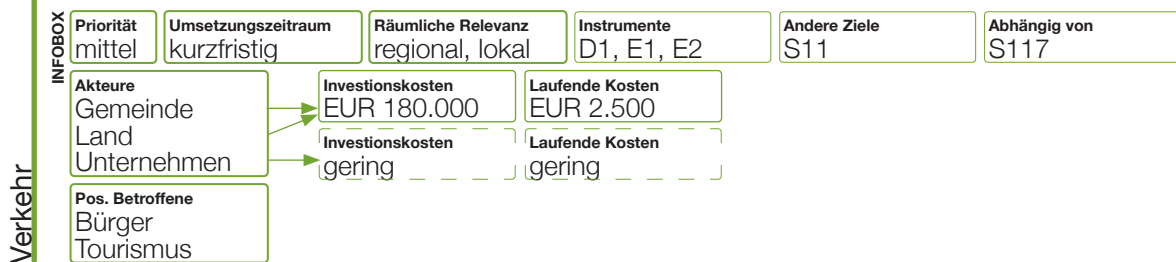 INFOBOX
Priorität
mittel
Umsetzungszeitraum
kurzfristig
Räumliche Relevanz
regional, lokal
Instrumente
D1, E1, E2
Andere Ziele
S11
Abhängig von
S117
Akteure
Gemeinde
Land
Unternehmen
Investionskosten
EUR 180.000
Laufende Kosten
EUR 2.500
Investionskosten
gering
Laufende Kosten
gering
Pos. Betroffene
Bürger
Tourismus
Verkehr